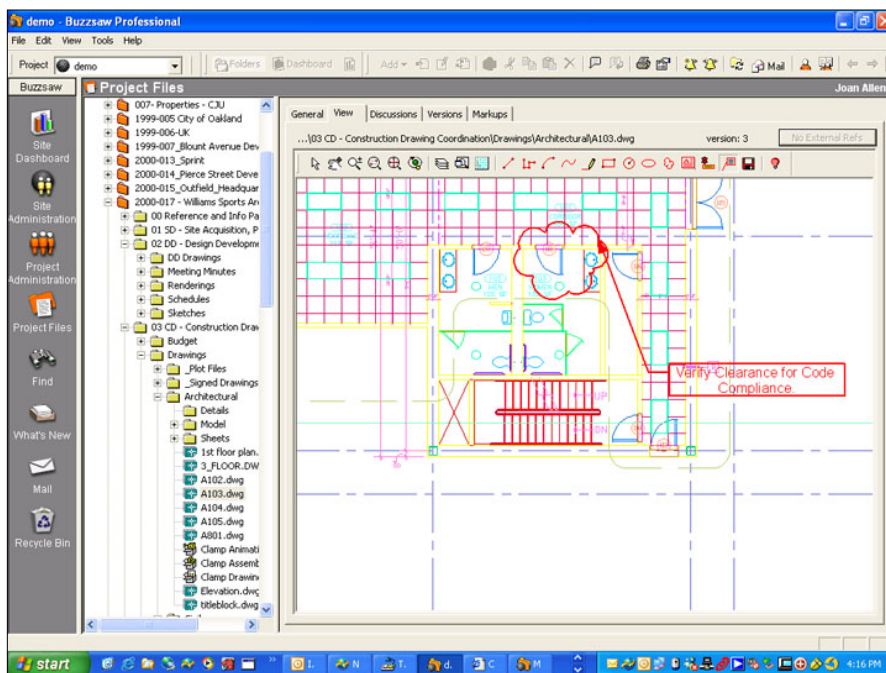 demo - Buzzsaw Professional
File Edit View Tools Help
Project demo Folders Dashboard Add Mail
Buzzsaw Project Files Joan Allen
Site Dashboard
Site Administration
Project Administration
Project Files
Find
What's New
Mail
Recycle Bin
007- Properties - CJU
1999-005 City of Oakland
1999-006-UK
1999-007_Blount Avenue Dev
2000-013_Sprint
2000-014_Pierce Street Deve
2000-015_Outfield_Headquar
2000-017 - Williams Sports Are
00 Reference and Info Pa
01 SD - Site Acquisition, P
02 DD - Design Developme
DD Drawings
Meeting Minutes
Renderings
Schedules
Sketches
03 CD - Construction Draw
Budget
Drawings
_Plot Files
_Signed Drawings
Architectural
Details
Model
Sheets
1st floor plan.
3_FLOOR.DW
A102.dwg
A103.dwg
A104.dwg
A105.dwg
A801.dwg
Clamp Animati
Clamp Assemb
Clamp Drawin
Elevation.dwg
titleblock.dwg
General View Discussions Versions Markups
...\03 CD - Construction Drawing Coordination\Drawings\Architectural\A103.dwg version: 3 No External Refs
Verify Clearance for Code
Compliance.
UP
DN
start I. N T. d. C M 4:16 PM